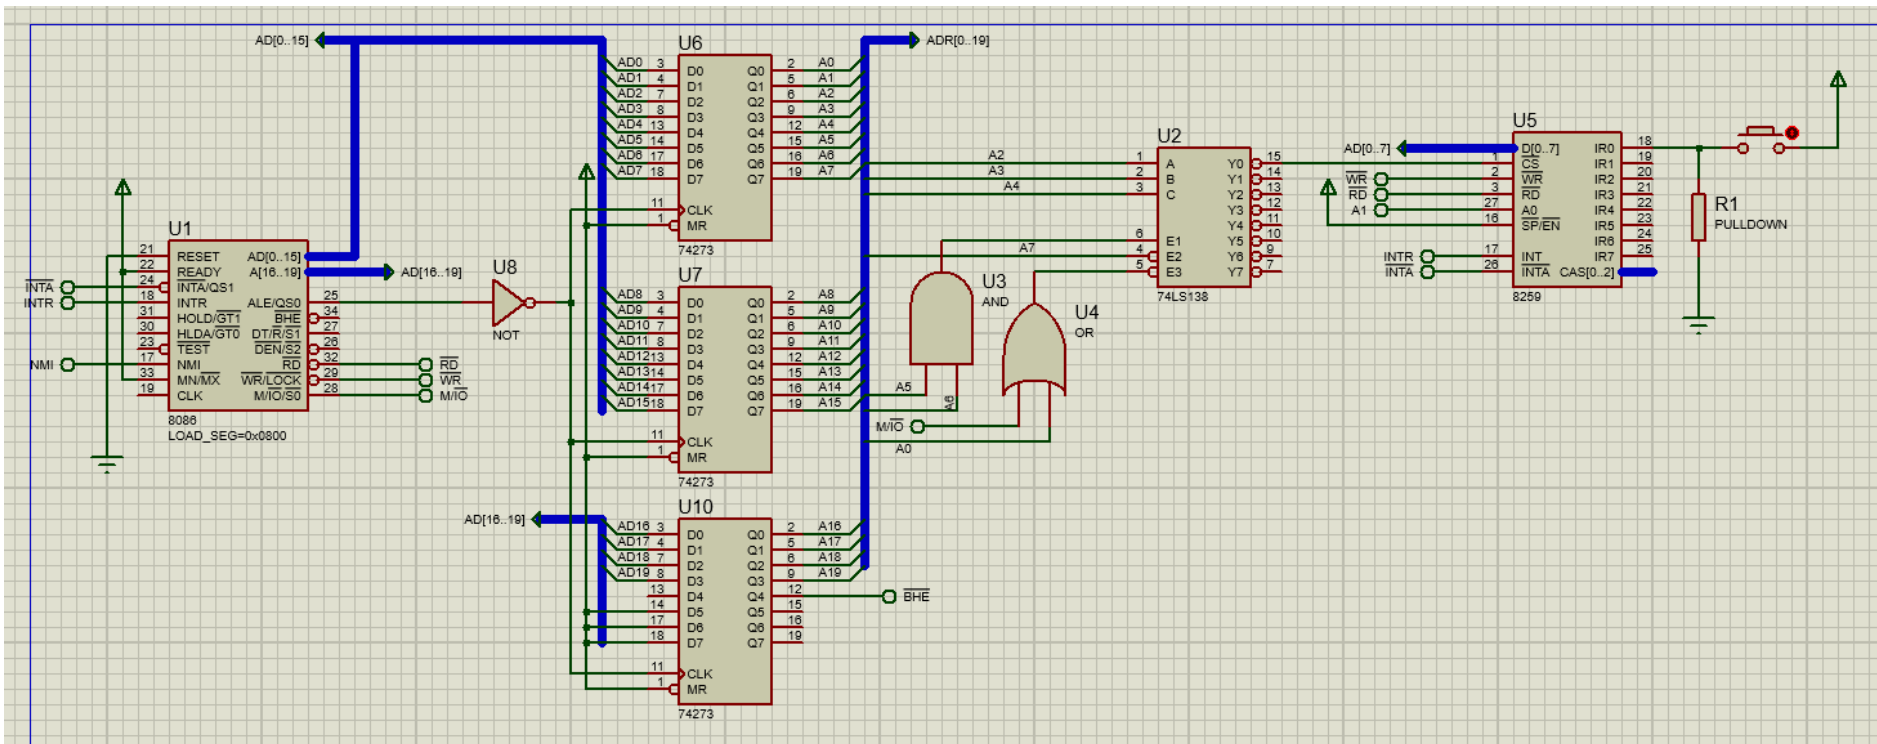 AD[0..15]
U6
ADR[0..19]
AD0 3 D0 Q0 2 A0
AD1 4 D1 Q1 5 A1
AD2 7 D2 Q2 6 A2
AD3 8 D3 Q3 9 A3
AD4 13 D4 Q4 12 A4
AD5 14 D5 Q5 15 A5
AD6 17 D6 Q6 16 A6
AD7 18 D7 Q7 19 A7
11 CLK
1 MR
74273
U1
21 RESET AD[0..15]
22 READY A[16..19] AD[16..19]
INTA 24 INTA/QS1
INTR 18 INTR ALE/QS0 25
31 HOLD/GT1 BHE 34
30 HLDA/GT0 DT/R/S1 27
23 TEST DEN/S2 26
NMI 17 NMI RD 32 RD
33 MN/MX WR/LOCK 29 WR
19 CLK M/IO/S0 28 M/IO
8086
LOAD_SEG=0x0800
U8
NOT
U7
AD8 3 D0 Q0 2 A8
AD9 4 D1 Q1 5 A9
AD10 7 D2 Q2 6 A10
AD11 8 D3 Q3 9 A11
AD12 13 D4 Q4 12 A12
AD13 14 D5 Q5 15 A13
AD14 17 D6 Q6 16 A14
AD15 18 D7 Q7 19 A15
11 CLK
1 MR
74273
AD[16..19]
U10
AD16 3 D0 Q0 2 A16
AD17 4 D1 Q1 5 A17
AD18 7 D2 Q2 6 A18
AD19 8 D3 Q3 9 A19
13 D4 Q4 12 BHE
14 D5 Q5 15
17 D6 Q6 16
18 D7 Q7 19
11 CLK
1 MR
74273
U2
A2 1 A Y0 15
A3 2 B Y1 14
A4 3 C Y2 13
Y3 12
Y4 11
6 E1 Y5 10
A7 4 E2 Y6 9
5 E3 Y7 7
74LS138
U3
AND
U4
OR
A5
A6
M/IO
A0
U5
AD[0..7] D[0..7] IR0 18
1 CS IR1 19
WR 2 WR IR2 20
RD 3 RD IR3 21
A1 27 A0 IR4 22
16 SP/EN IR5 23
IR6 24
INTR 17 INT IR7 25
INTA 26 INTA CAS[0..2]
8259
R1
PULLDOWN